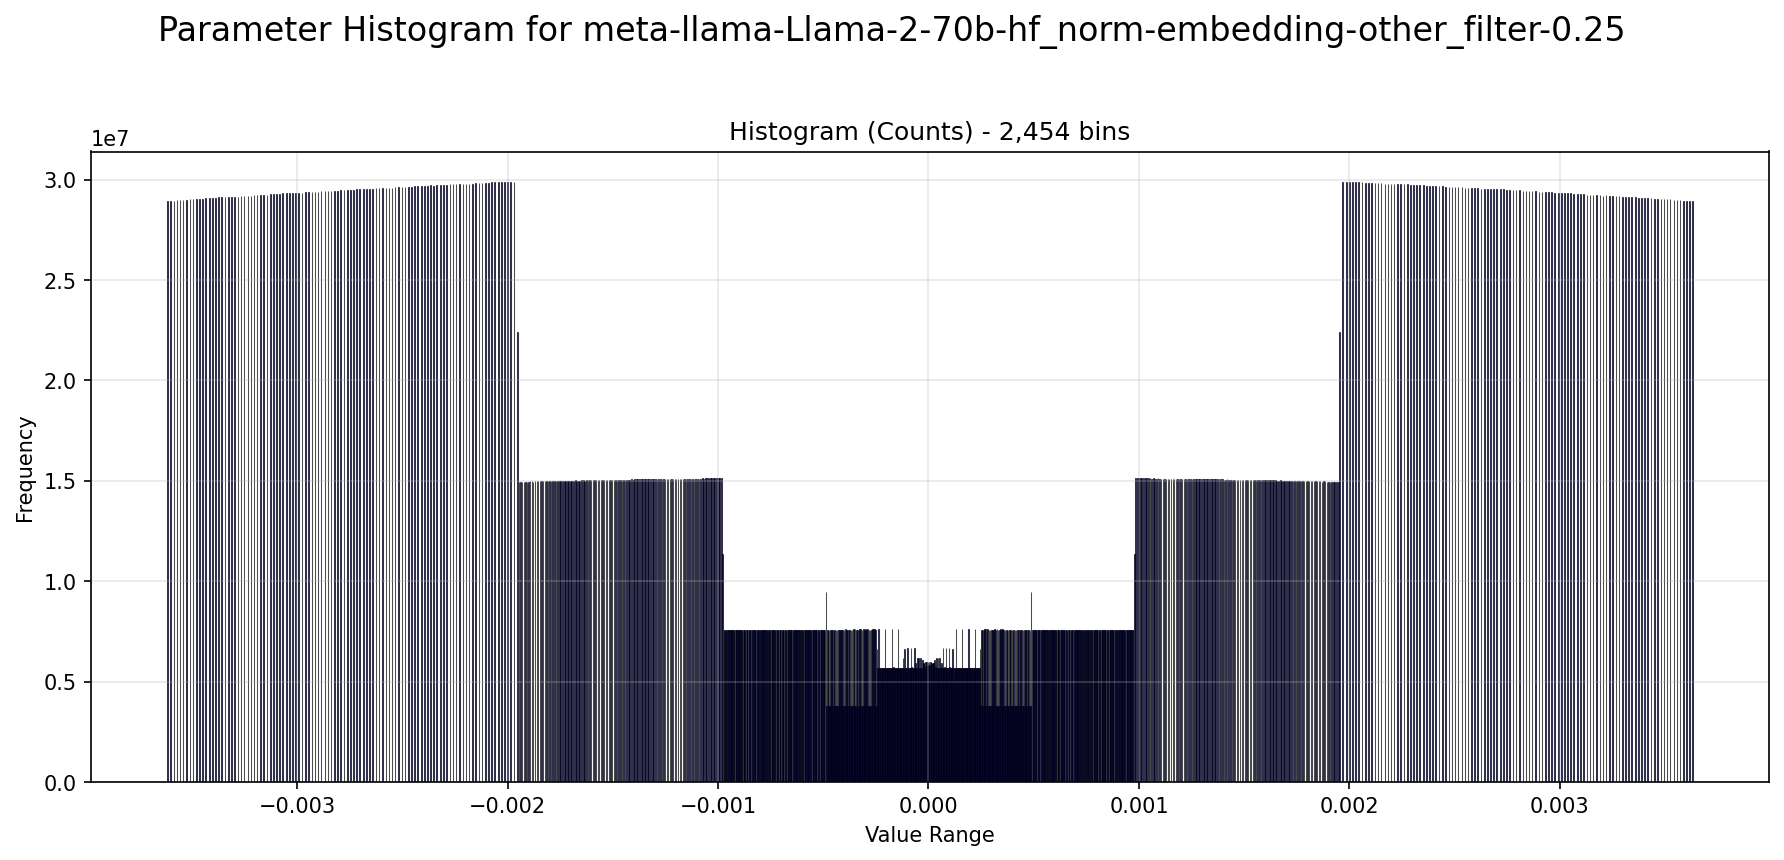 Parameter Histogram for meta-llama-Llama-2-70b-hf_norm-embedding-other_filter-0.25
Histogram (Counts) - 2,454 bins
1e7
3.0
2.5
2.0
1.5
1.0
0.5
0.0
Frequency
−0.003 −0.002 −0.001 0.000 0.001 0.002 0.003
Value Range